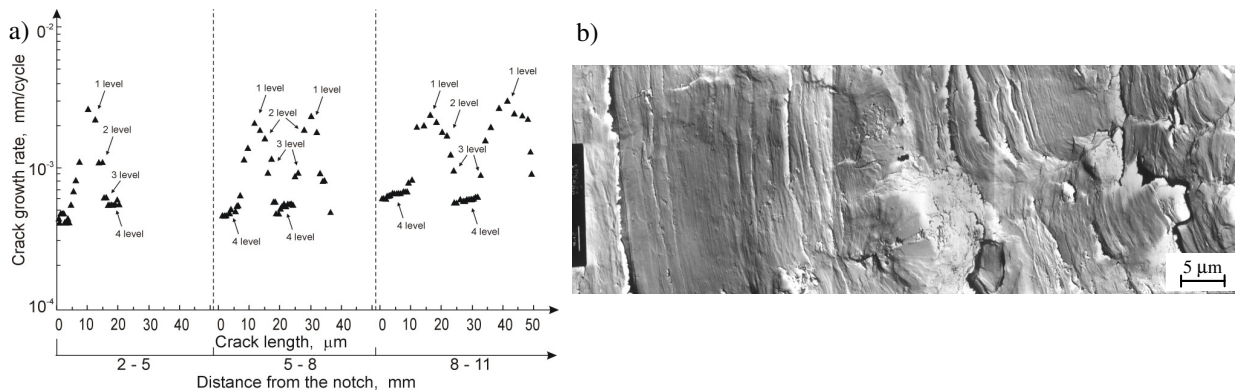 a)
Crack growth rate, mm/cycle
10-2
10-3
10-4
1 level
2 level
3 level
4 level
1 level
1 level
2 level
3 level
4 level
4 level
1 level
1 level
2 level
3 level
4 level
4 level
0 10 20 40 0 10 20 30 40 0 10 20 30 40 50
Crack length, μm
2 - 5 5 - 8 8 - 11
Distance from the notch, mm
b)
5 μm